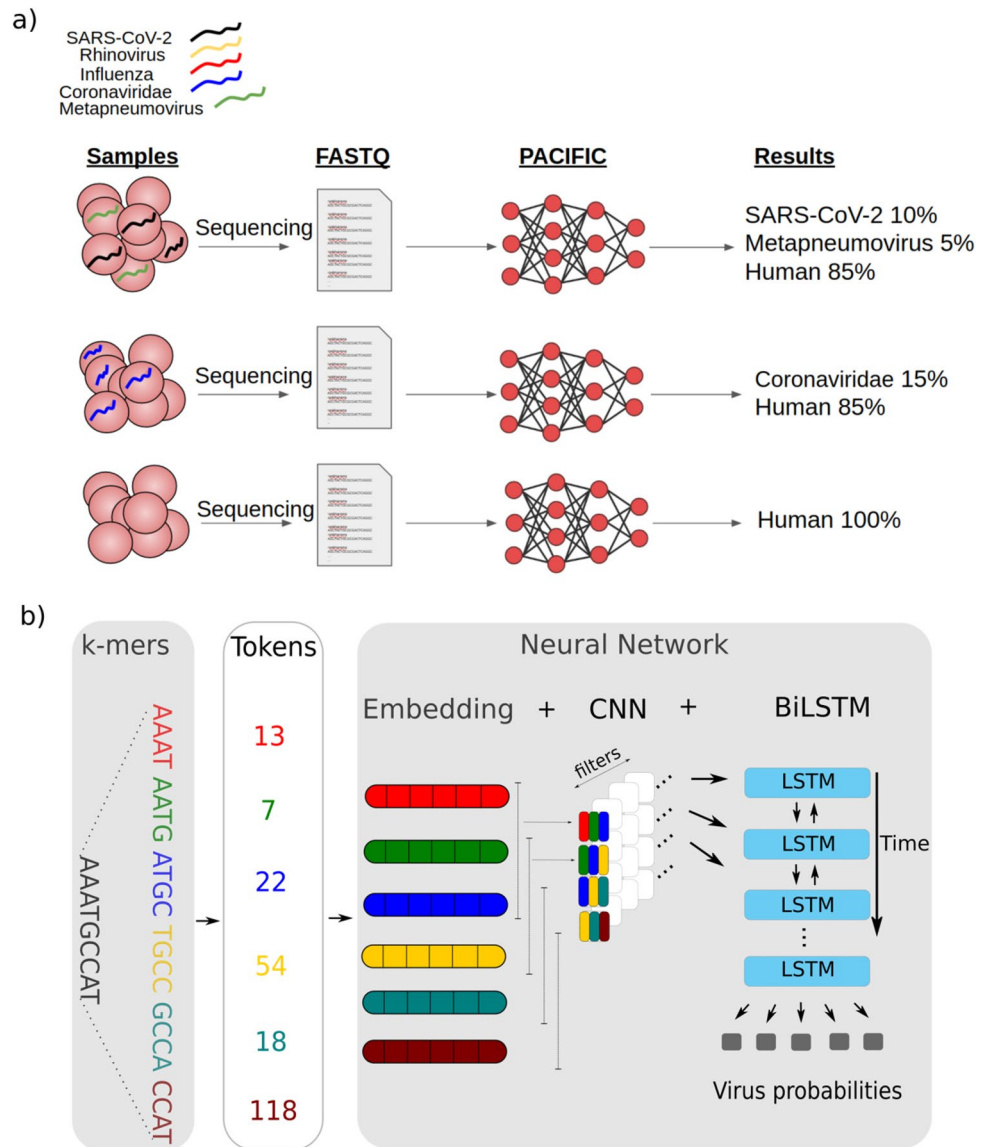 a)
SARS-CoV-2
Rhinovirus
Influenza
Coronaviridae
Metapneumovirus
Samples FASTQ PACIFIC Results
Sequencing
SARS-CoV-2 10%
Metapneumovirus 5%
Human 85%
Sequencing
Coronaviridae 15%
Human 85%
Sequencing
Human 100%
b)
k-mers
AAATGCCAT
AAAT AATG ATGC TGCC GCCA CCAT
Tokens
13
7
22
54
18
118
Neural Network
Embedding + CNN + BiLSTM
filters
LSTM
LSTM
LSTM
LSTM
Time
Virus probabilities